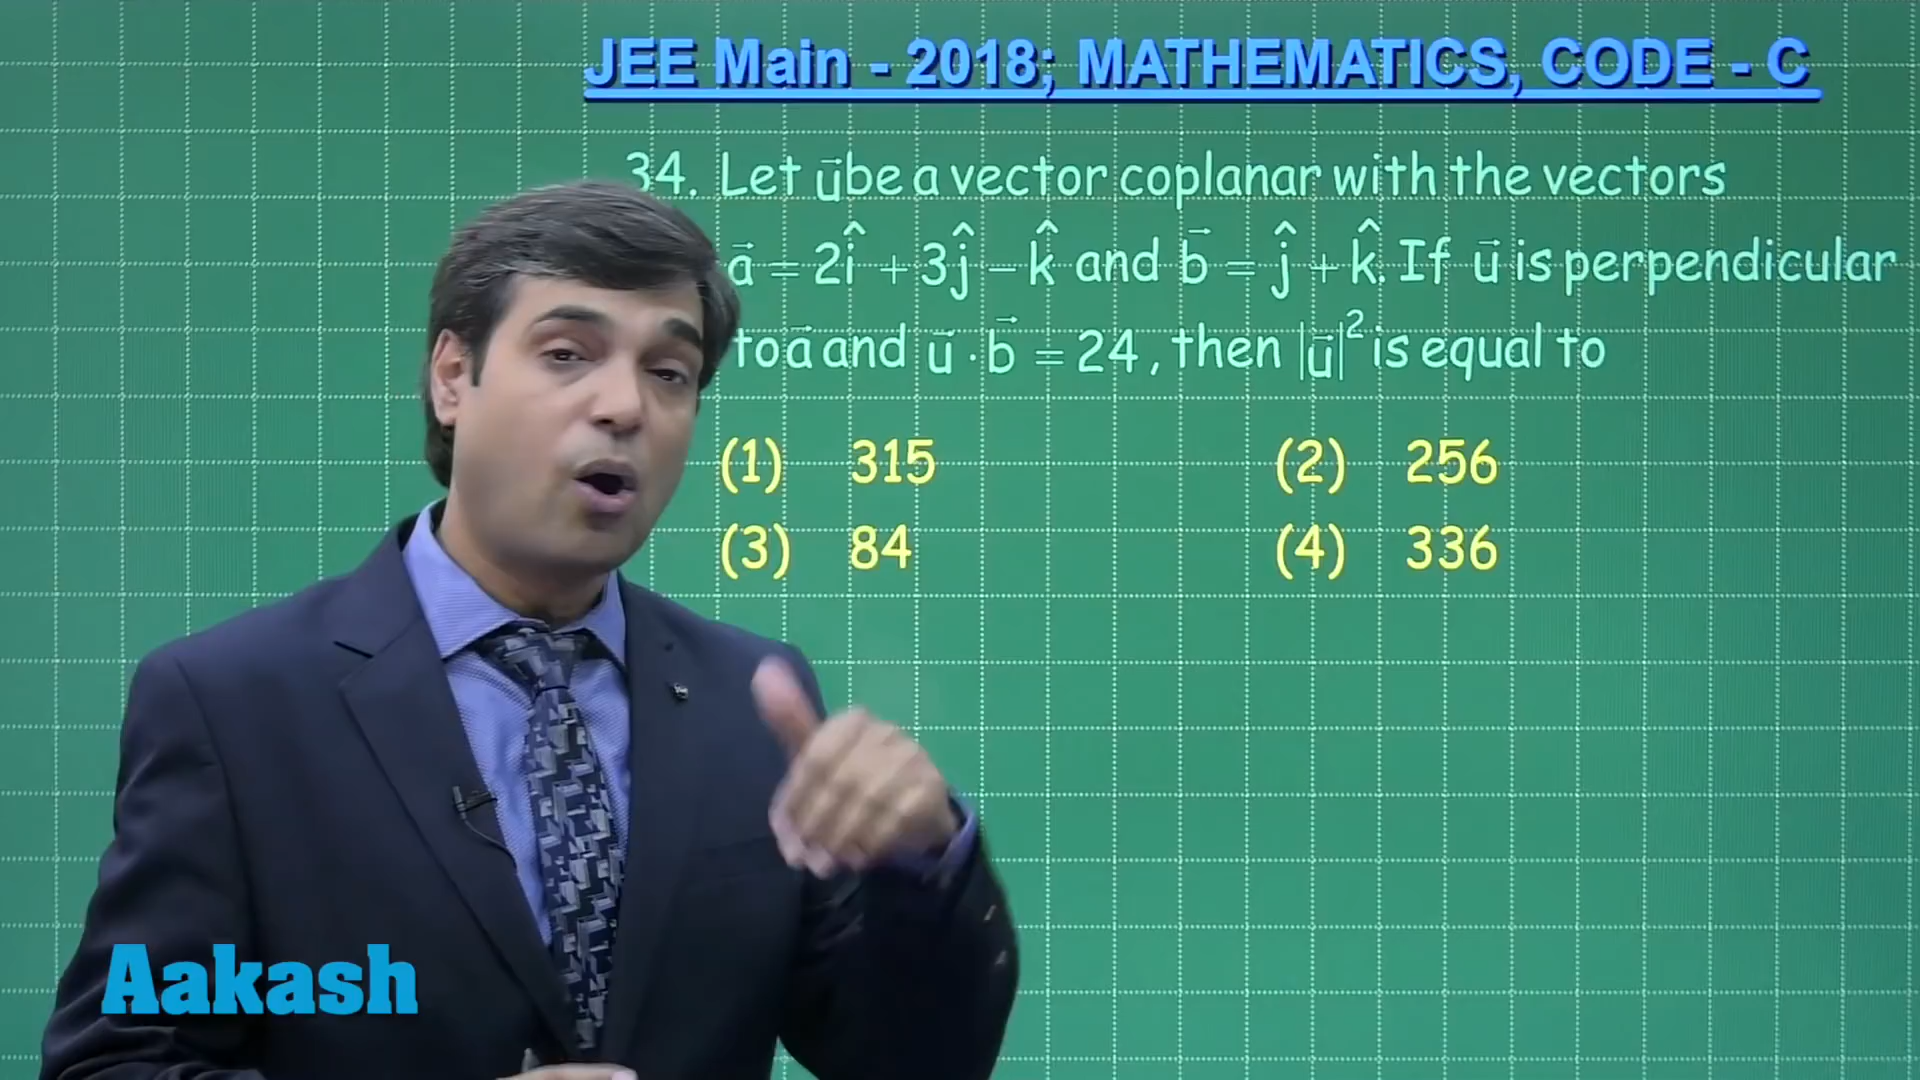 JEE Main - 2018; MATHEMATICS, CODE - C
34. Let u⃗ be a vector coplanar with the vectors
a⃗ = 2î + 3ĵ – k̂ and b⃗ = ĵ + k̂. If u⃗ is perpendicular
to a⃗ and u⃗ · b⃗ = 24, then |u⃗|² is equal to
(1) 315 (2) 256
(3) 84 (4) 336
Aakash